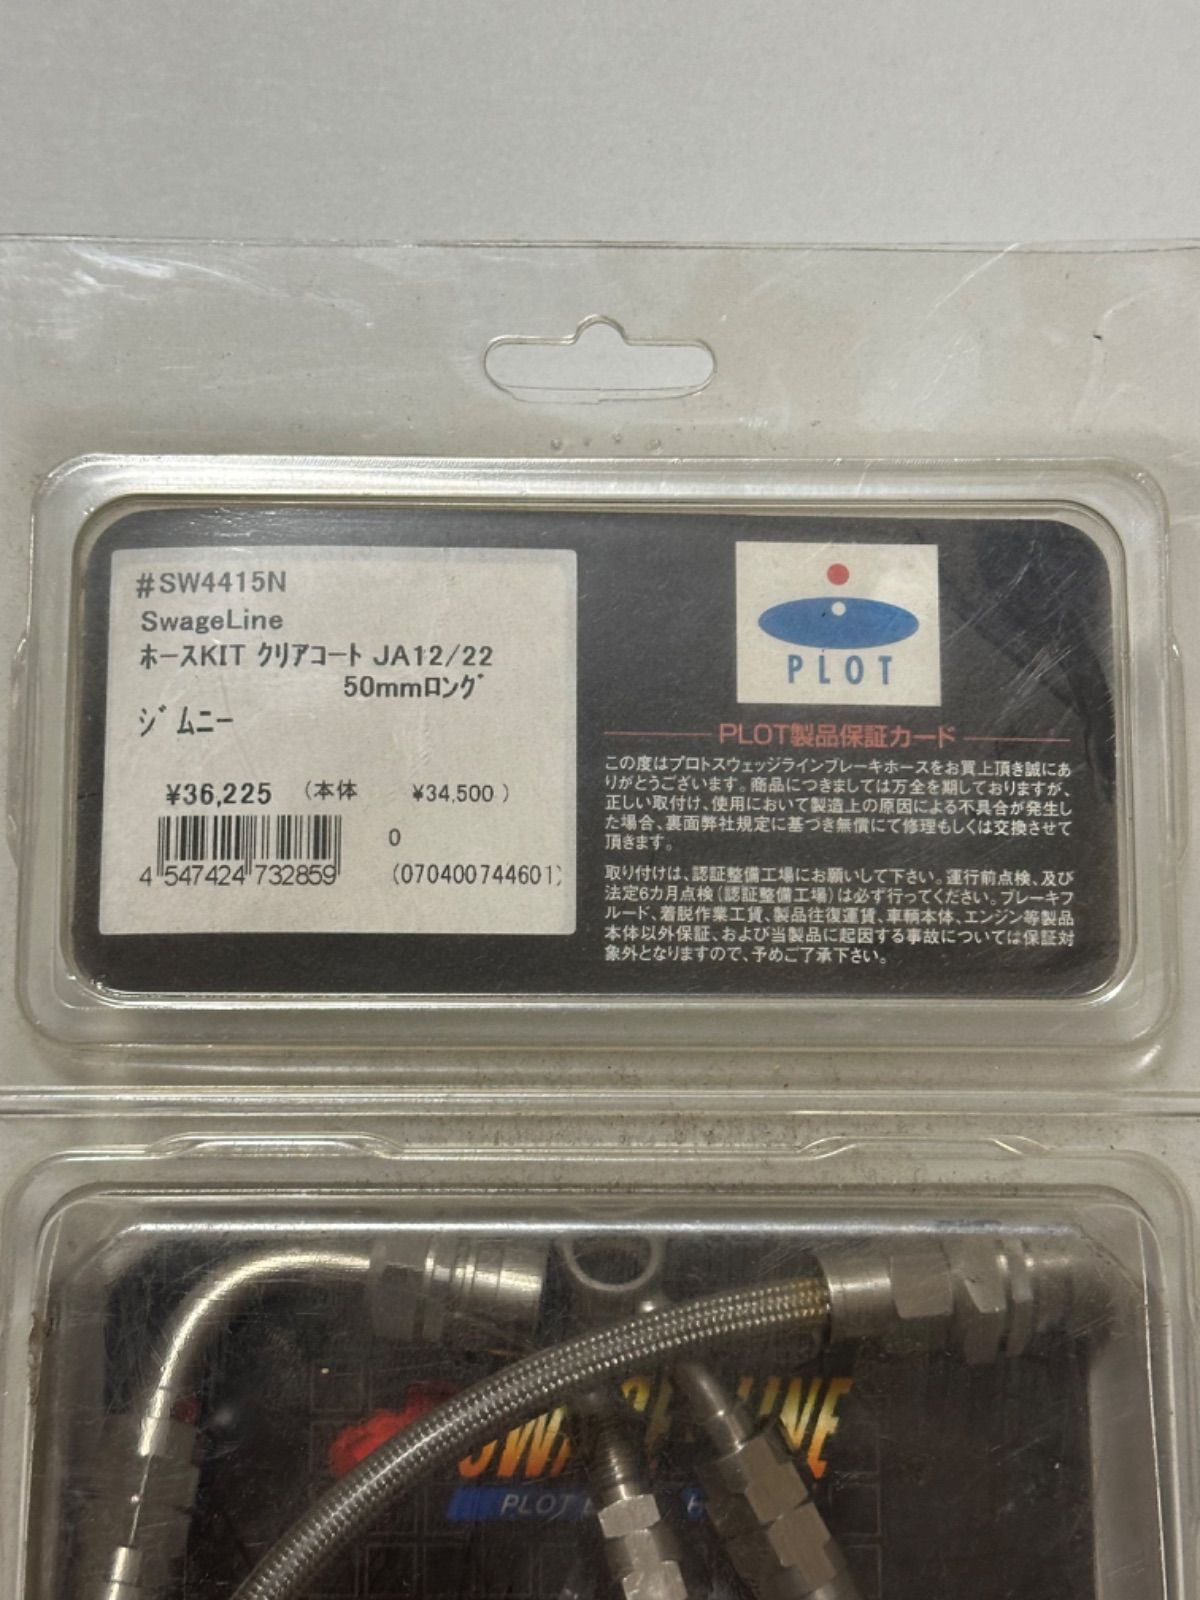 #SW4415N
SwageLine
ホースKIT クリアコート JA12/22
50mmロング
ジムニー
¥36,225 (本体 ¥34,500)
0
4 547424 732859
(070400744601)
PLOT
PLOT製品保証カード
この度はプロトスウェッジラインブレーキホースをお買上頂き誠にあ
りがとうございます。商品につきましては万全を期しておりますが、
正しい取付け、使用において製造上の原因による不具合が発生し
た場合、裏面弊社規定に基づき無償にて修理もしくは交換させて
頂きます。
取り付けは、認証整備工場にお願いして下さい。運行前点検、及び
法定6カ月点検(認証整備工場)は必ず行ってください。ブレーキフ
ルード、着脱作業工賃、製品往復運賃、車輌本体、エンジン等製品
本体以外保証、および当製品に起因する事故については保証対
象外となりますので、予めご了承下さい。
LINE
PLOT